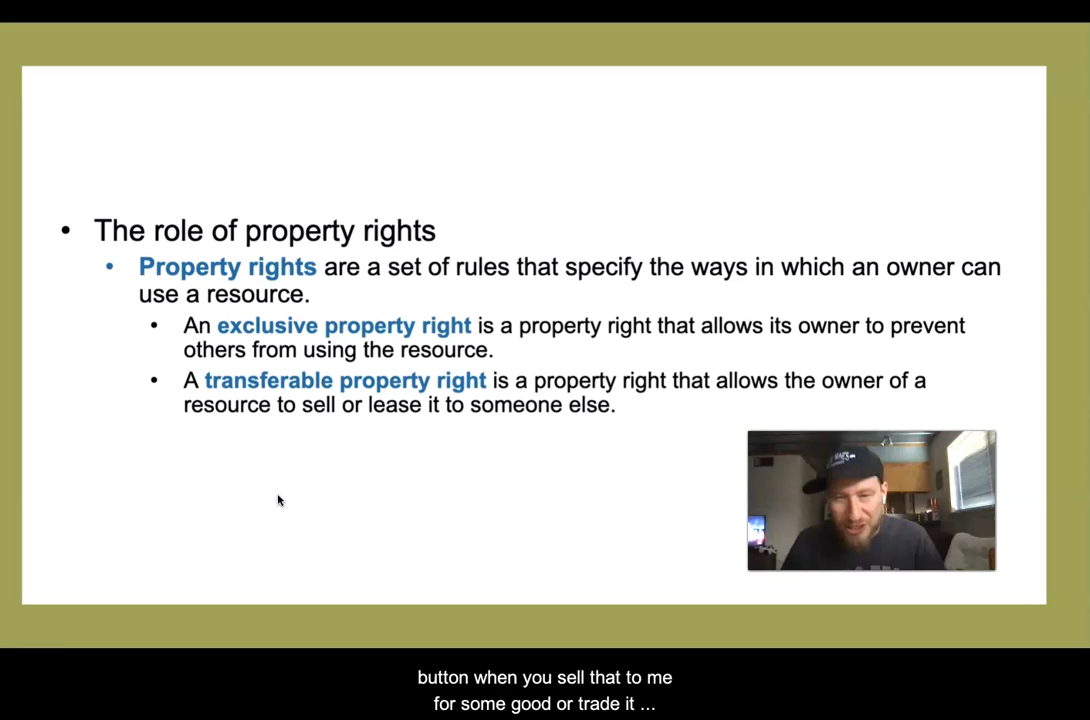 • The role of property rights
• Property rights are a set of rules that specify the ways in which an owner can
use a resource.
• An exclusive property right is a property right that allows its owner to prevent
others from using the resource.
• A transferable property right is a property right that allows the owner of a
resource to sell or lease it to someone else.
button when you sell that to me
for some good or trade it ...